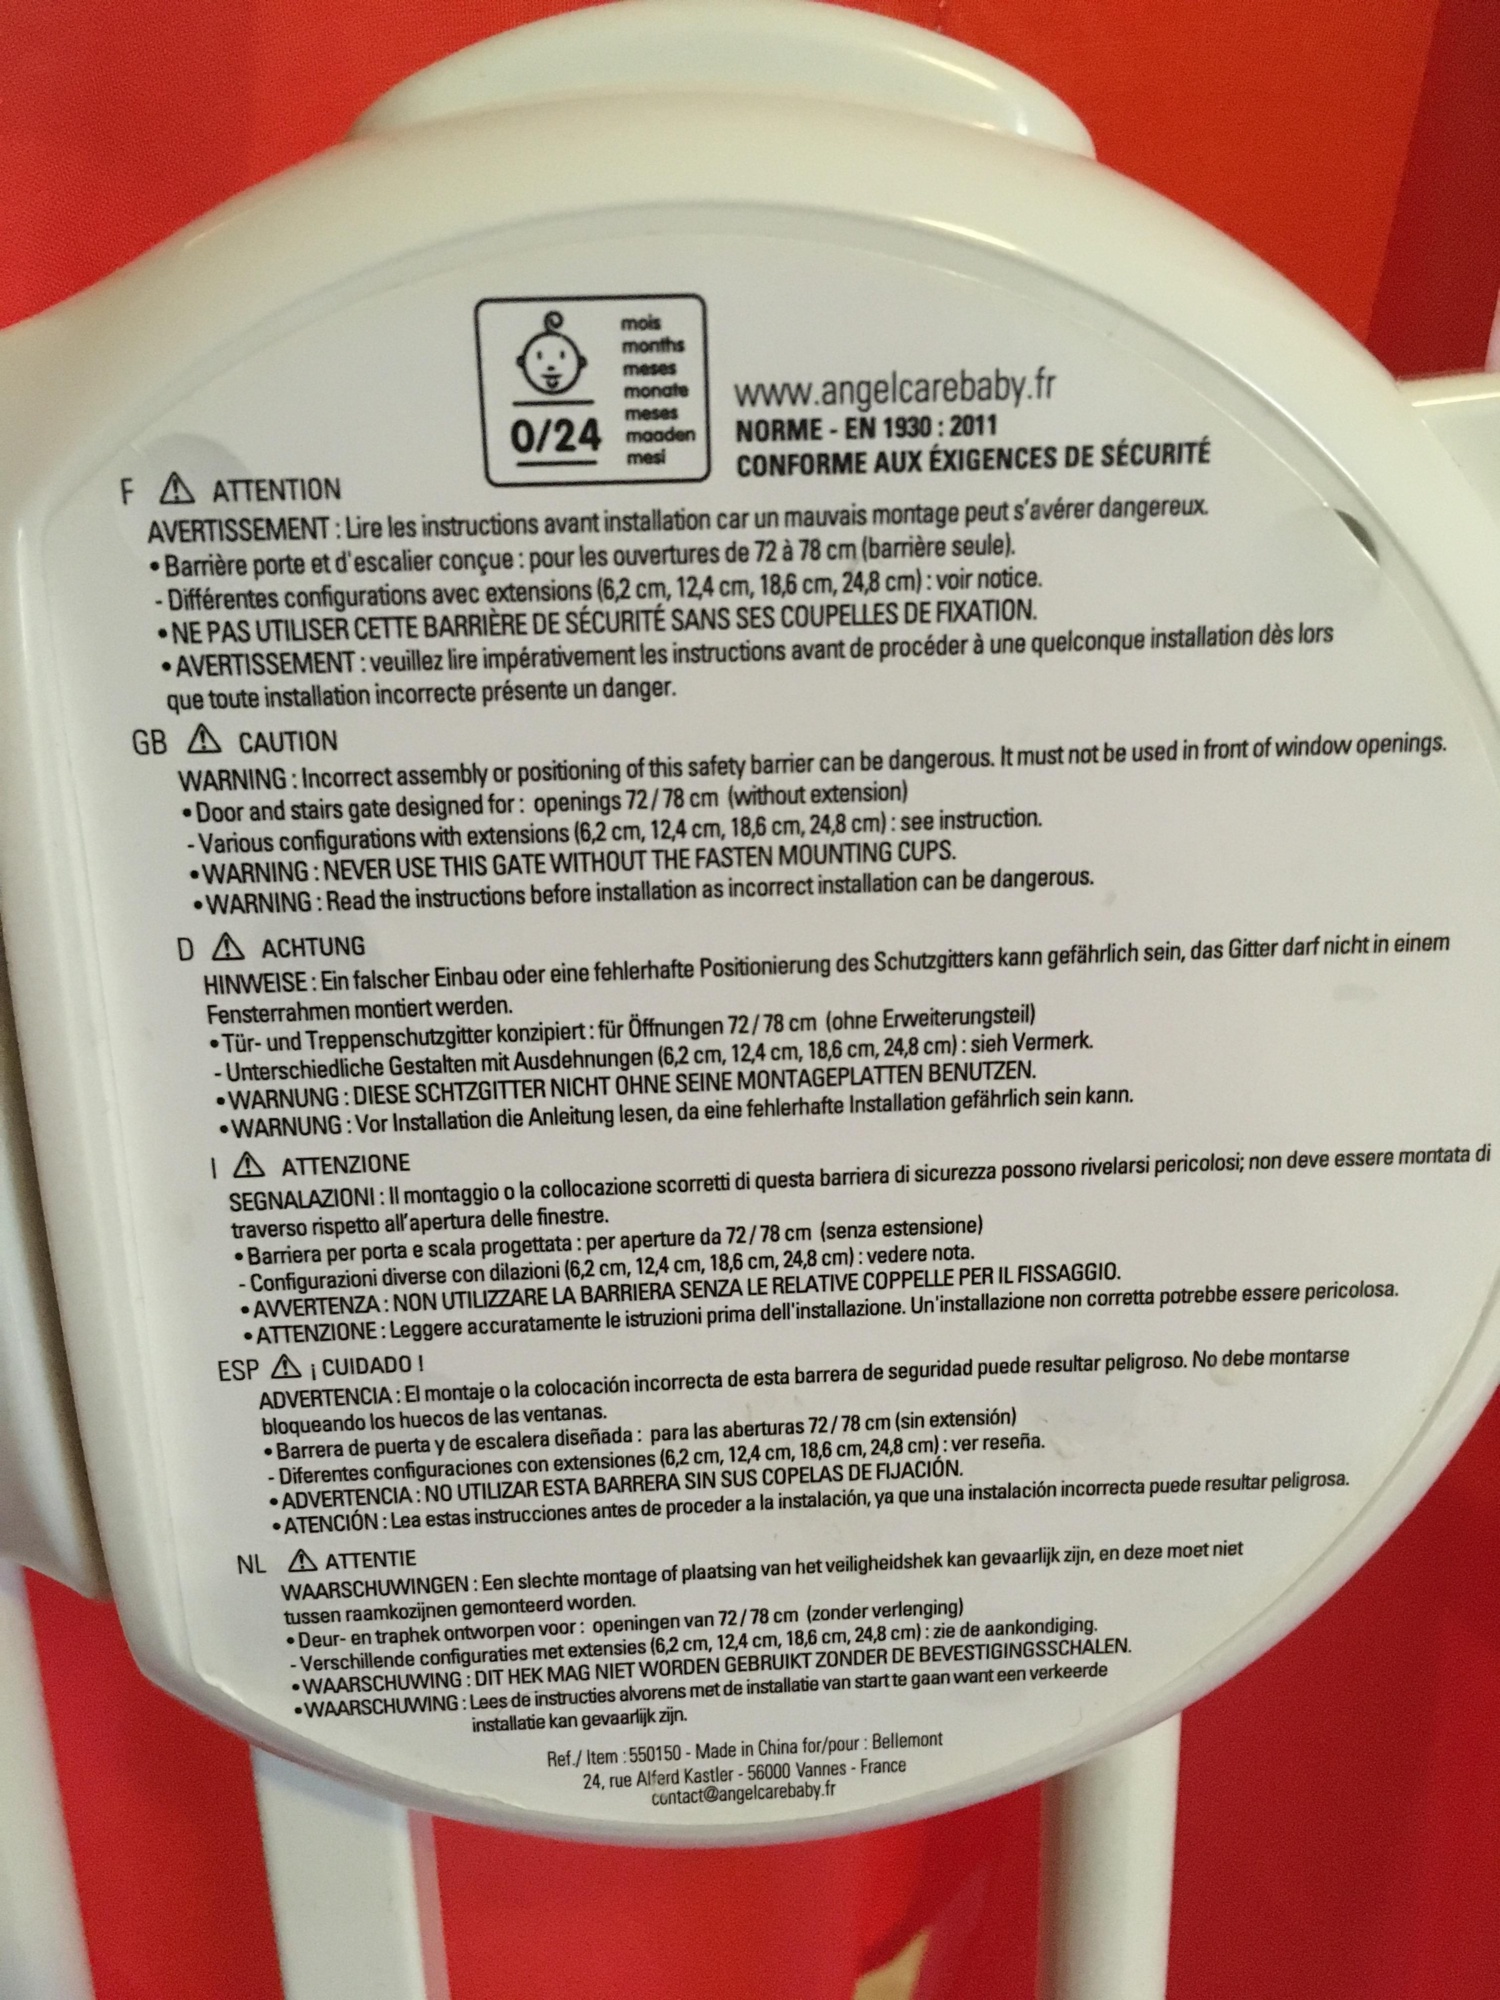 mois
months
meses
monate
meses
maaden
mesi
0/24
www.angelcarebaby.fr
NORME - EN 1930 : 2011
CONFORME AUX ÉXIGENCES DE SÉCURITÉ
F ⚠ ATTENTION
AVERTISSEMENT : Lire les instructions avant installation car un mauvais montage peut s'avérer dangereux.
• Barrière porte et d'escalier conçue : pour les ouvertures de 72 à 78 cm (barrière seule).
- Différentes configurations avec extensions (6,2 cm, 12,4 cm, 18,6 cm, 24,8 cm) : voir notice.
• NE PAS UTILISER CETTE BARRIÈRE DE SÉCURITÉ SANS SES COUPELLES DE FIXATION.
• AVERTISSEMENT : veuillez lire impérativement les instructions avant de procéder à une quelconque installation dès lors
que toute installation incorrecte présente un danger.
GB ⚠ CAUTION
WARNING : Incorrect assembly or positioning of this safety barrier can be dangerous. It must not be used in front of window openings.
• Door and stairs gate designed for : openings 72 / 78 cm (without extension)
- Various configurations with extensions (6,2 cm, 12,4 cm, 18,6 cm, 24,8 cm) : see instruction.
• WARNING : NEVER USE THIS GATE WITHOUT THE FASTEN MOUNTING CUPS.
• WARNING : Read the instructions before installation as incorrect installation can be dangerous.
D ⚠ ACHTUNG
HINWEISE : Ein falscher Einbau oder eine fehlerhafte Positionierung des Schutzgitters kann gefährlich sein, das Gitter darf nicht in einem
Fensterrahmen montiert werden.
• Tür- und Treppenschutzgitter konzipiert : für Öffnungen 72 / 78 cm (ohne Erweiterungsteil)
- Unterschiedliche Gestalten mit Ausdehnungen (6,2 cm, 12,4 cm, 18,6 cm, 24,8 cm) : sieh Vermerk.
• WARNUNG : DIESE SCHTZGITTER NICHT OHNE SEINE MONTAGEPLATTEN BENUTZEN.
• WARNUNG : Vor Installation die Anleitung lesen, da eine fehlerhafte Installation gefährlich sein kann.
I ⚠ ATTENZIONE
SEGNALAZIONI : Il montaggio o la collocazione scorretti di questa barriera di sicurezza possono rivelarsi pericolosi; non deve essere montata di
traverso rispetto all'apertura delle finestre.
• Barriera per porta e scala progettata : per aperture da 72 / 78 cm (senza estensione)
- Configurazioni diverse con dilazioni (6,2 cm, 12,4 cm, 18,6 cm, 24,8 cm) : vedere nota.
• AVVERTENZA : NON UTILIZZARE LA BARRIERA SENZA LE RELATIVE COPPELLE PER IL FISSAGGIO.
• ATTENZIONE : Leggere accuratamente le istruzioni prima dell'installazione. Un'installazione non corretta potrebbe essere pericolosa.
ESP ⚠ ¡ CUIDADO !
ADVERTENCIA : El montaje o la colocación incorrecta de esta barrera de seguridad puede resultar peligroso. No debe montarse
bloqueando los huecos de las ventanas.
• Barrera de puerta y de escalera diseñada : para las aberturas 72 / 78 cm (sin extensión)
- Diferentes configuraciones con extensiones (6,2 cm, 12,4 cm, 18,6 cm, 24,8 cm) : ver reseña.
• ADVERTENCIA : NO UTILIZAR ESTA BARRERA SIN SUS COPELAS DE FIJACIÓN.
• ATENCIÓN : Lea estas instrucciones antes de proceder a la instalación, ya que una instalación incorrecta puede resultar peligrosa.
NL ⚠ ATTENTIE
WAARSCHUWINGEN : Een slechte montage of plaatsing van het veiligheidshek kan gevaarlijk zijn, en deze moet niet
tussen raamkozijnen gemonteerd worden.
• Deur- en traphek ontworpen voor : openingen van 72 / 78 cm (zonder verlenging)
- Verschillende configuraties met extensies (6,2 cm, 12,4 cm, 18,6 cm, 24,8 cm) : zie de aankondiging.
• WAARSCHUWING : DIT HEK MAG NIET WORDEN GEBRUIKT ZONDER DE BEVESTIGINGSSCHALEN.
• WAARSCHUWING : Lees de instructies alvorens met de installatie van start te gaan want een verkeerde
installatie kan gevaarlijk zijn.
Ref./ Item : 550150 - Made in China for/pour : Bellemont
24, rue Alferd Kastler - 56000 Vannes - France
contact@angelcarebaby.fr